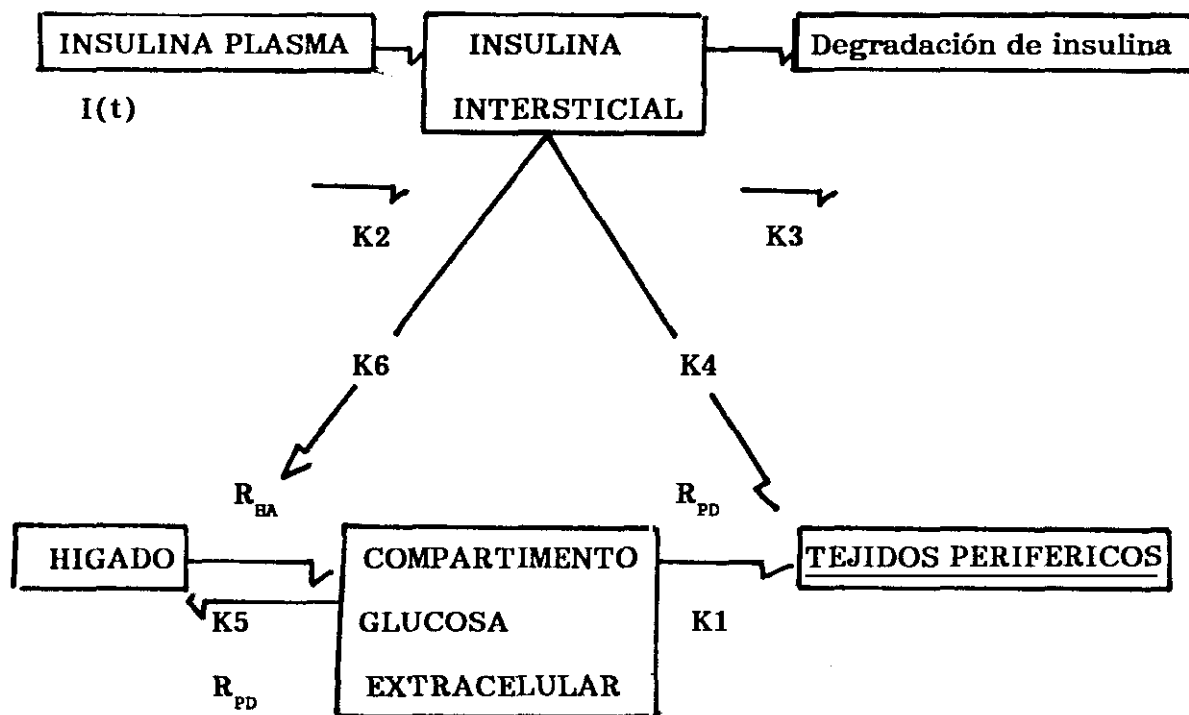 INSULINA PLASMA
INSULINA
INTERSTICIAL
Degradación de insulina
I(t)
K2
K3
K6
K4
R_HA
R_PD
HIGADO
COMPARTIMENTO
GLUCOSA
EXTRACELULAR
TEJIDOS PERIFERICOS
K5
K1
R_PD